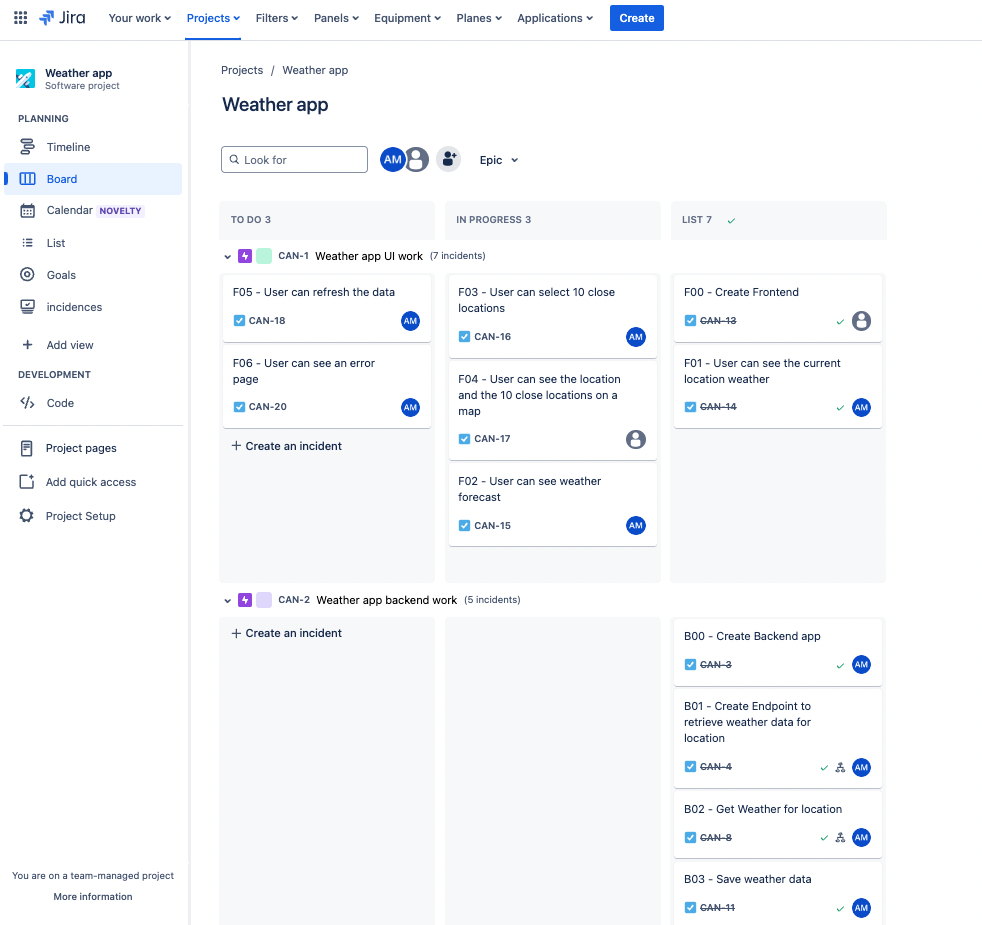 Jira Your work Projects Filters Panels Equipment Planes Applications Create
Weather app
Software project
PLANNING
Timeline
Board
Calendar NOVELTY
List
Goals
incidences
Add view
DEVELOPMENT
Code
Project pages
Add quick access
Project Setup
You are on a team-managed project
More information
Projects / Weather app
Weather app
Look for AM Epic
TO DO 3 IN PROGRESS 3 LIST 7
CAN-1 Weather app UI work (7 incidents)
F05 - User can refresh the data
CAN-18 AM
F06 - User can see an error
page
CAN-20 AM
+ Create an incident
F03 - User can select 10 close
locations
CAN-16 AM
F04 - User can see the location
and the 10 close locations on a
map
CAN-17
F02 - User can see weather
forecast
CAN-15 AM
F00 - Create Frontend
CAN-13
F01 - User can see the current
location weather
CAN-14 AM
CAN-2 Weather app backend work (5 incidents)
+ Create an incident
B00 - Create Backend app
CAN-3 AM
B01 - Create Endpoint to
retrieve weather data for
location
CAN-4 AM
B02 - Get Weather for location
CAN-8 AM
B03 - Save weather data
CAN-11 AM